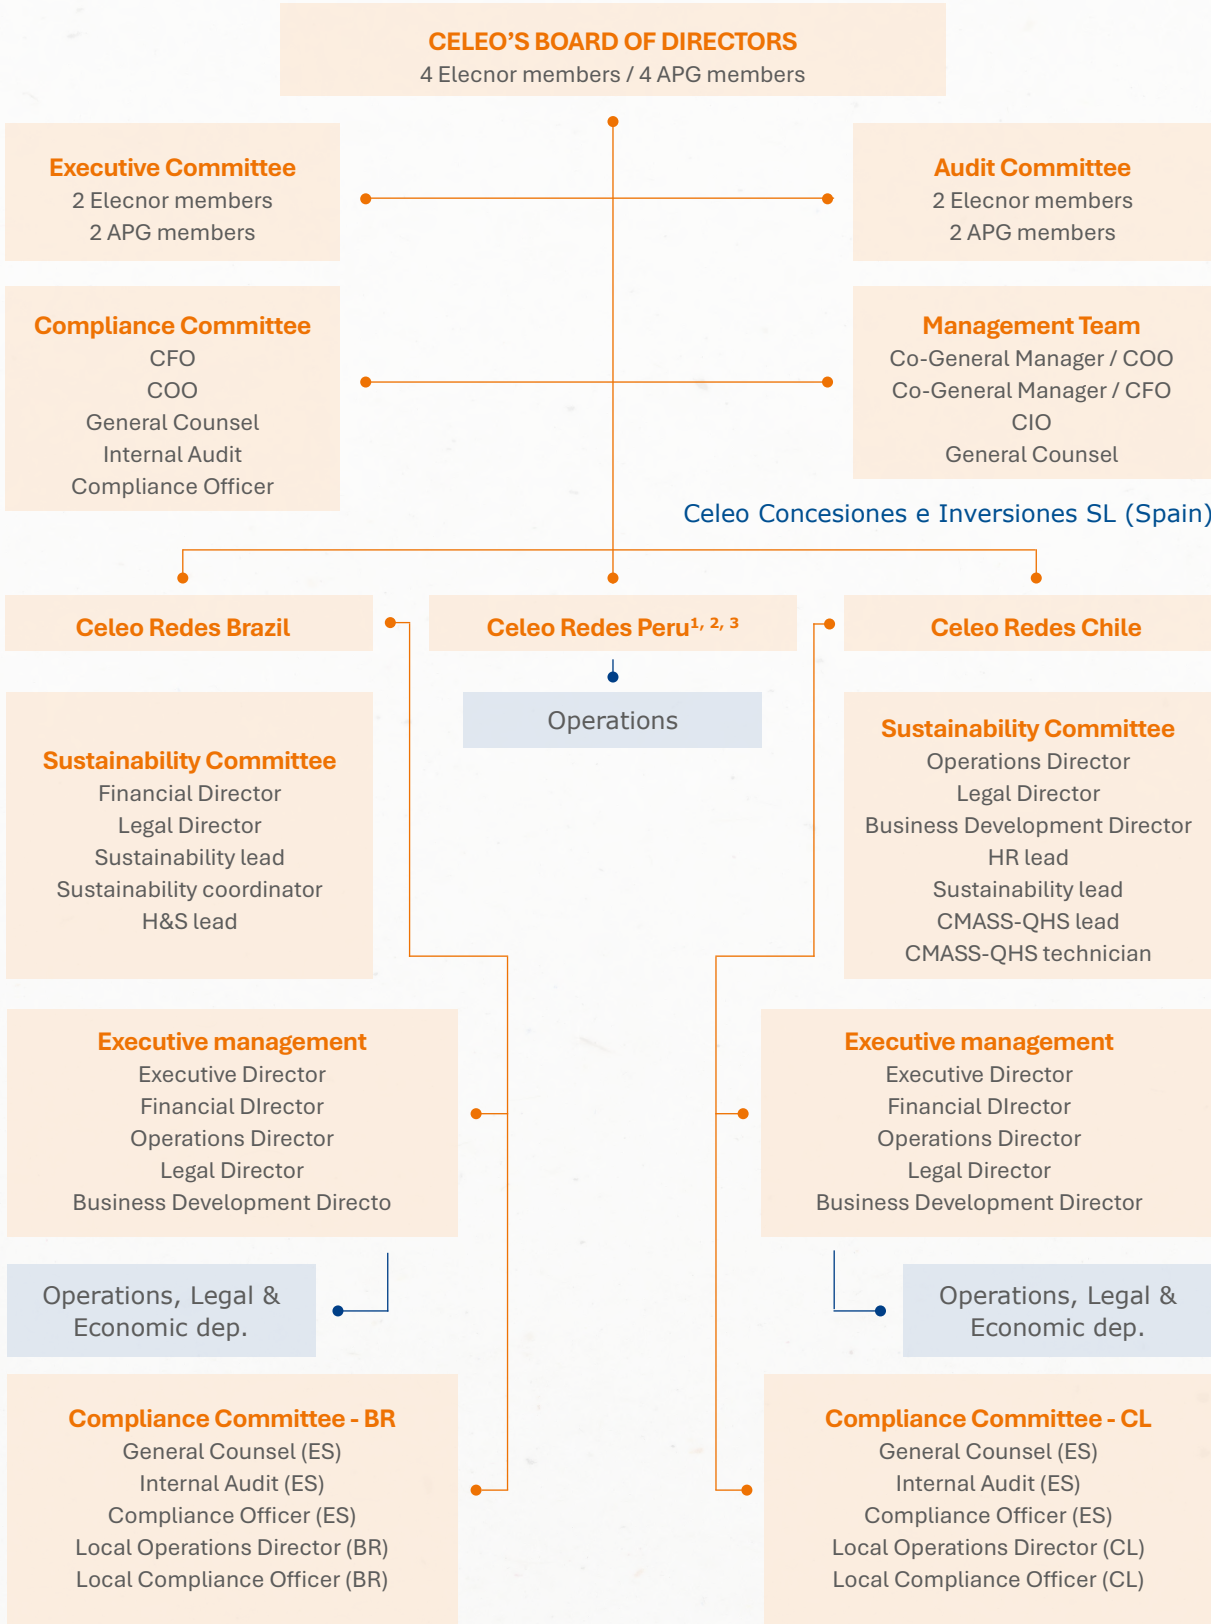 CELEO’S BOARD OF DIRECTORS
4 Elecnor members / 4 APG members
Executive Committee
2 Elecnor members
2 APG members
Audit Committee
2 Elecnor members
2 APG members
Compliance Committee
CFO
COO
General Counsel
Internal Audit
Compliance Officer
Management Team
Co-General Manager / COO
Co-General Manager / CFO
CIO
General Counsel
Celeo Concesiones e Inversiones SL (Spain)
Celeo Redes Brazil
Celeo Redes Peru¹, ², ³
Celeo Redes Chile
Operations
Sustainability Committee
Financial Director
Legal Director
Sustainability lead
Sustainability coordinator
H&S lead
Sustainability Committee
Operations Director
Legal Director
Business Development Director
HR lead
Sustainability lead
CMASS-QHS lead
CMASS-QHS technician
Executive management
Executive Director
Financial DIrector
Operations Director
Legal Director
Business Development Directo
Executive management
Executive Director
Financial DIrector
Operations Director
Legal Director
Business Development Director
Operations, Legal &
Economic dep.
Operations, Legal &
Economic dep.
Compliance Committee - BR
General Counsel (ES)
Internal Audit (ES)
Compliance Officer (ES)
Local Operations Director (BR)
Local Compliance Officer (BR)
Compliance Committee - CL
General Counsel (ES)
Internal Audit (ES)
Compliance Officer (ES)
Local Operations Director (CL)
Local Compliance Officer (CL)